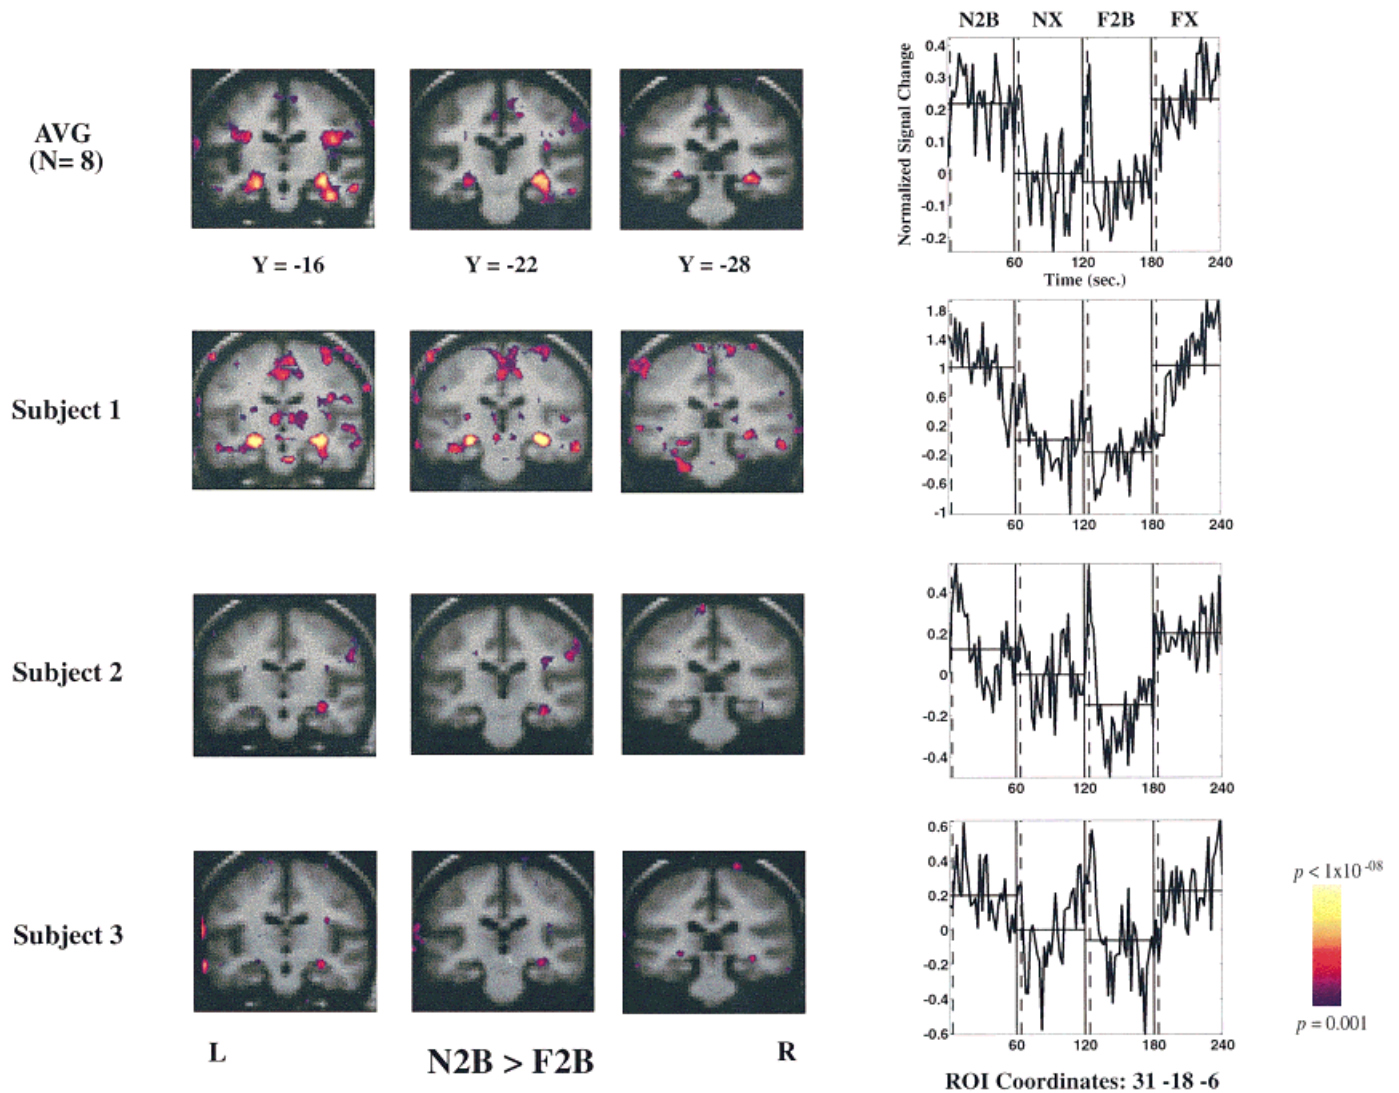 N2B NX F2B FX
AVG
(N= 8)
Normalized Signal Change
0.4
0.3
0.2
0.1
0
-0.1
-0.2
60 120 180 240
Time (sec.)
Y = -16 Y = -22 Y = -28
Subject 1
1.8
1.4
1
0.6
0.2
-0.2
-0.6
-1
60 120 180 240
Subject 2
0.4
0.2
0
-0.2
-0.4
60 120 180 240
Subject 3
0.6
0.4
0.2
0
-0.2
-0.4
-0.6
60 120 180 240
p < 1x10 -08
p = 0.001
L N2B > F2B R
ROI Coordinates: 31 -18 -6